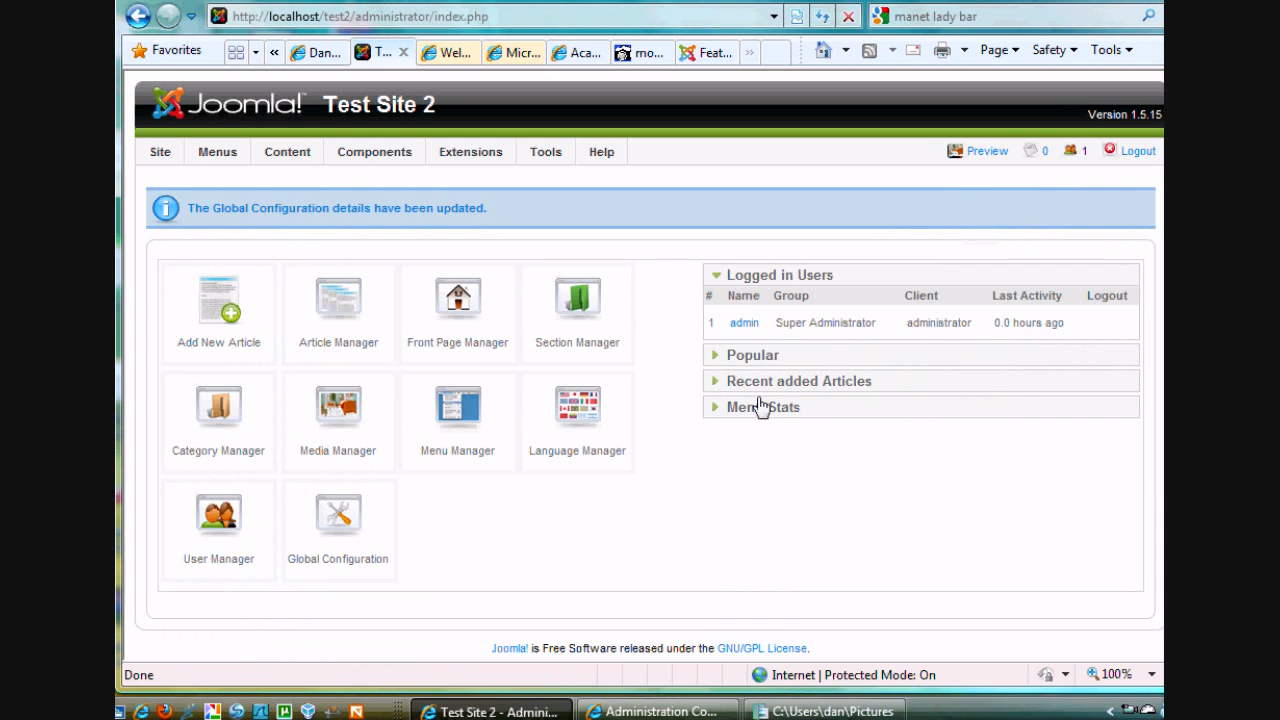 http://localhost/test2/administrator/index.php
manet lady bar
Favorites
Dan...
T...
Wel...
Micr...
Aca...
mo...
Feat...
Page
Safety
Tools
Joomla!
Test Site 2
Version 1.5.15
Site
Menus
Content
Components
Extensions
Tools
Help
Preview
0
1
Logout
The Global Configuration details have been updated.
Add New Article
Article Manager
Front Page Manager
Section Manager
Category Manager
Media Manager
Menu Manager
Language Manager
User Manager
Global Configuration
Logged in Users
# Name Group Client Last Activity Logout
1 admin Super Administrator administrator 0.0 hours ago
Popular
Recent added Articles
Stats
Joomla! is Free Software released under the GNU/GPL License.
Done
Internet | Protected Mode: On
100%
Test Site 2 - Admini...
Administration Co...
C:\Users\dan\Pictures